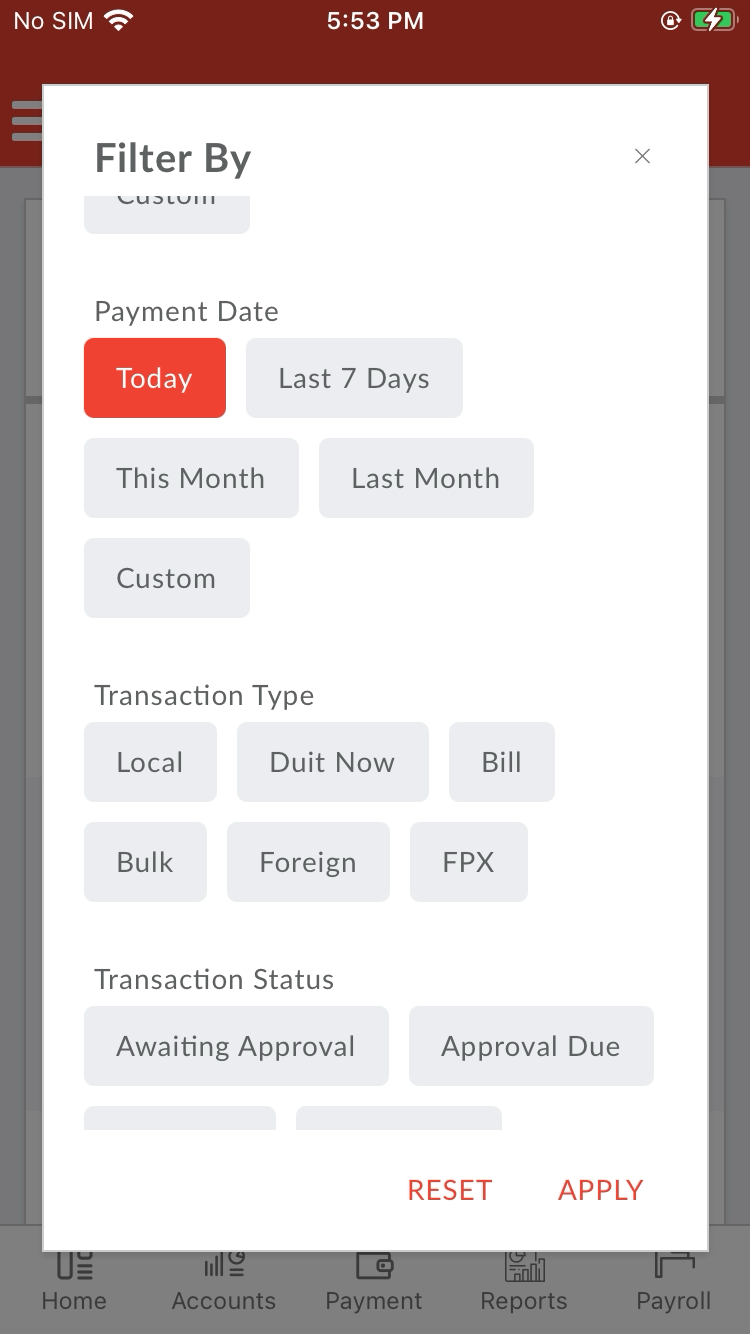 No SIM 5:53 PM
Filter By
Custom
Payment Date
Today Last 7 Days
This Month Last Month
Custom
Transaction Type
Local Duit Now Bill
Bulk Foreign FPX
Transaction Status
Awaiting Approval Approval Due
RESET APPLY
Home Accounts Payment Reports Payroll